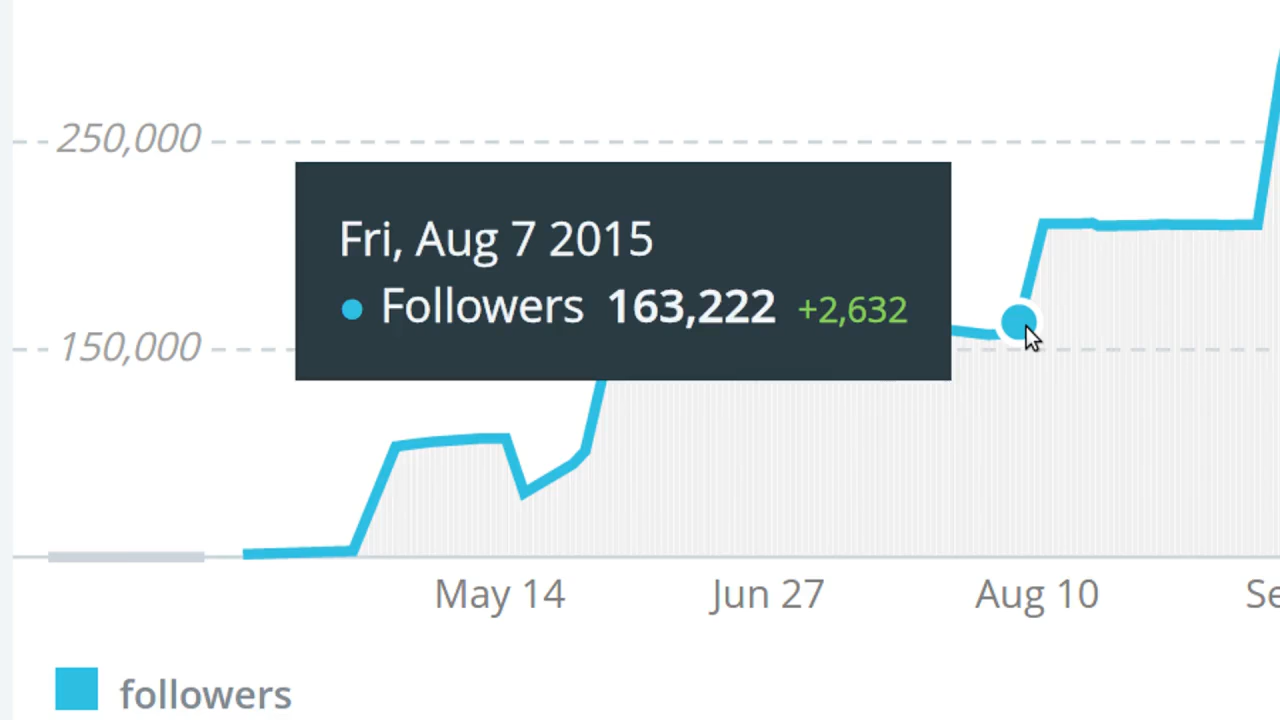 250,000
Fri, Aug 7 2015
Followers 163,222 +2,632
150,000
May 14 Jun 27 Aug 10 Se
followers